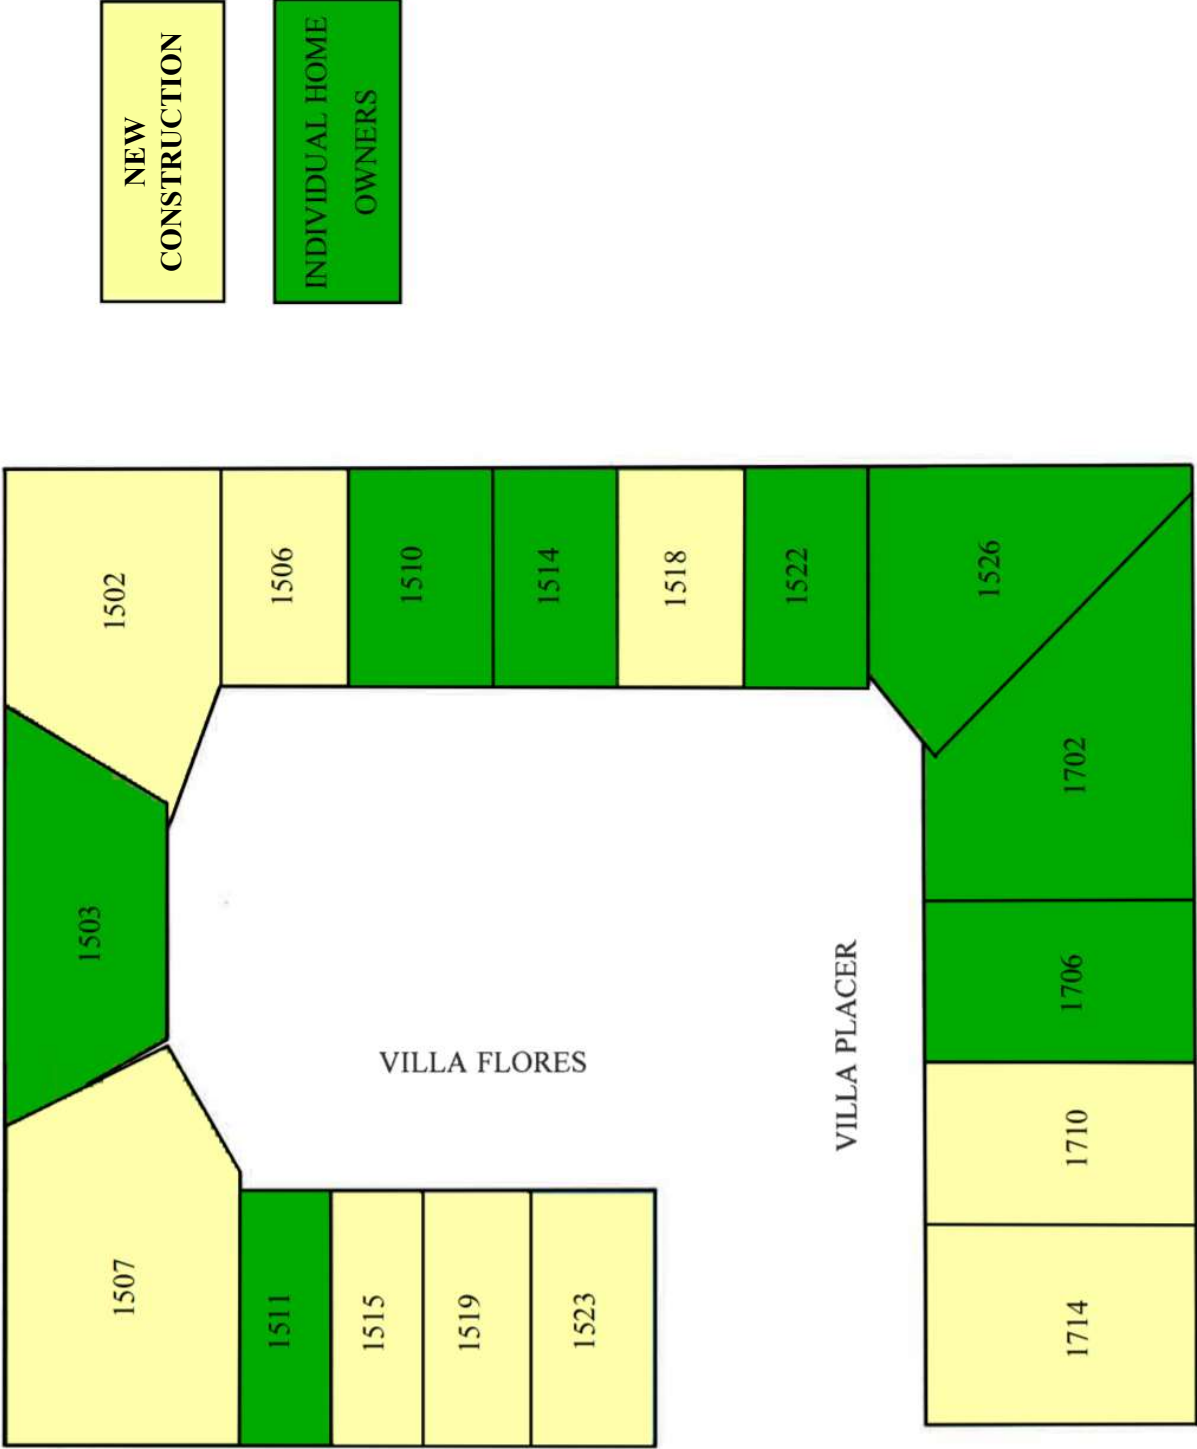 NEW
CONSTRUCTION
INDIVIDUAL HOME
OWNERS
1502
1506
1510
1514
1518
1522
1526
1503
1702
1706
VILLA FLORES
VILLA PLACER
1710
1507
1511
1515
1519
1523
1714